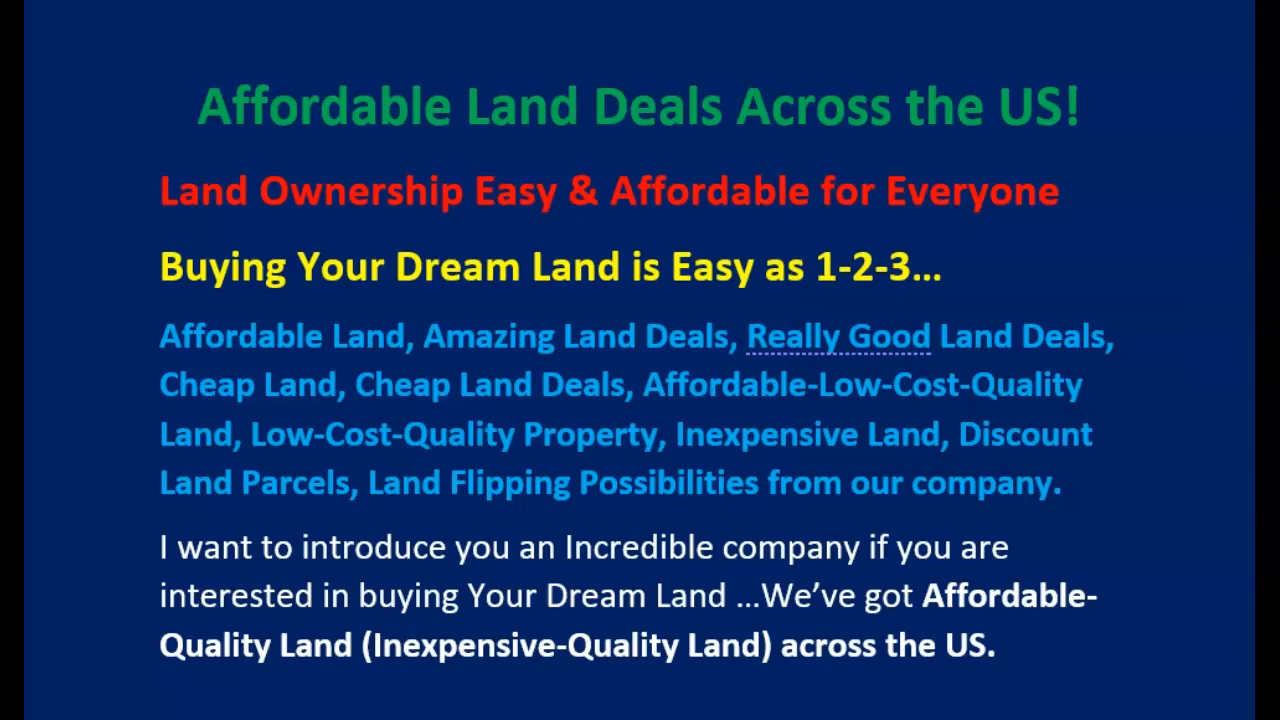 Affordable Land Deals Across the US!
Land Ownership Easy & Affordable for Everyone
Buying Your Dream Land is Easy as 1-2-3…
Affordable Land, Amazing Land Deals, Really Good Land Deals,
Cheap Land, Cheap Land Deals, Affordable-Low-Cost-Quality
Land, Low-Cost-Quality Property, Inexpensive Land, Discount
Land Parcels, Land Flipping Possibilities from our company.
I want to introduce you an Incredible company if you are
interested in buying Your Dream Land …We’ve got Affordable-
Quality Land (Inexpensive-Quality Land) across the US.